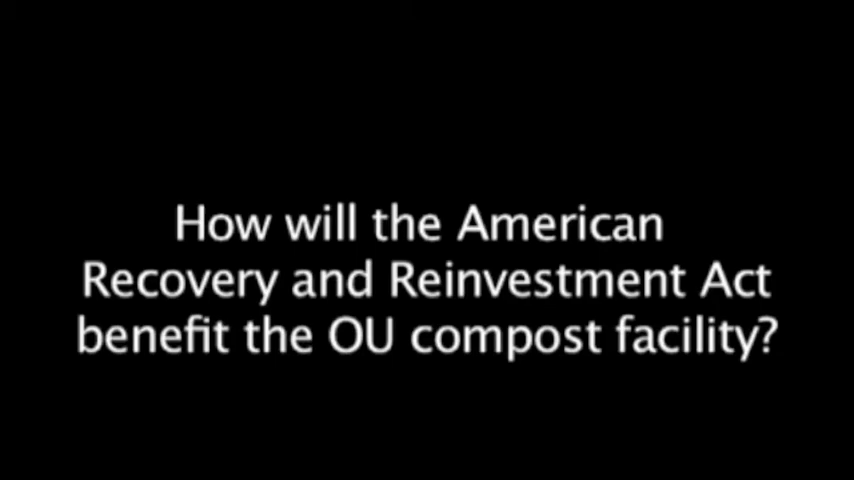 How will the American
Recovery and Reinvestment Act
benefit the OU compost facility?